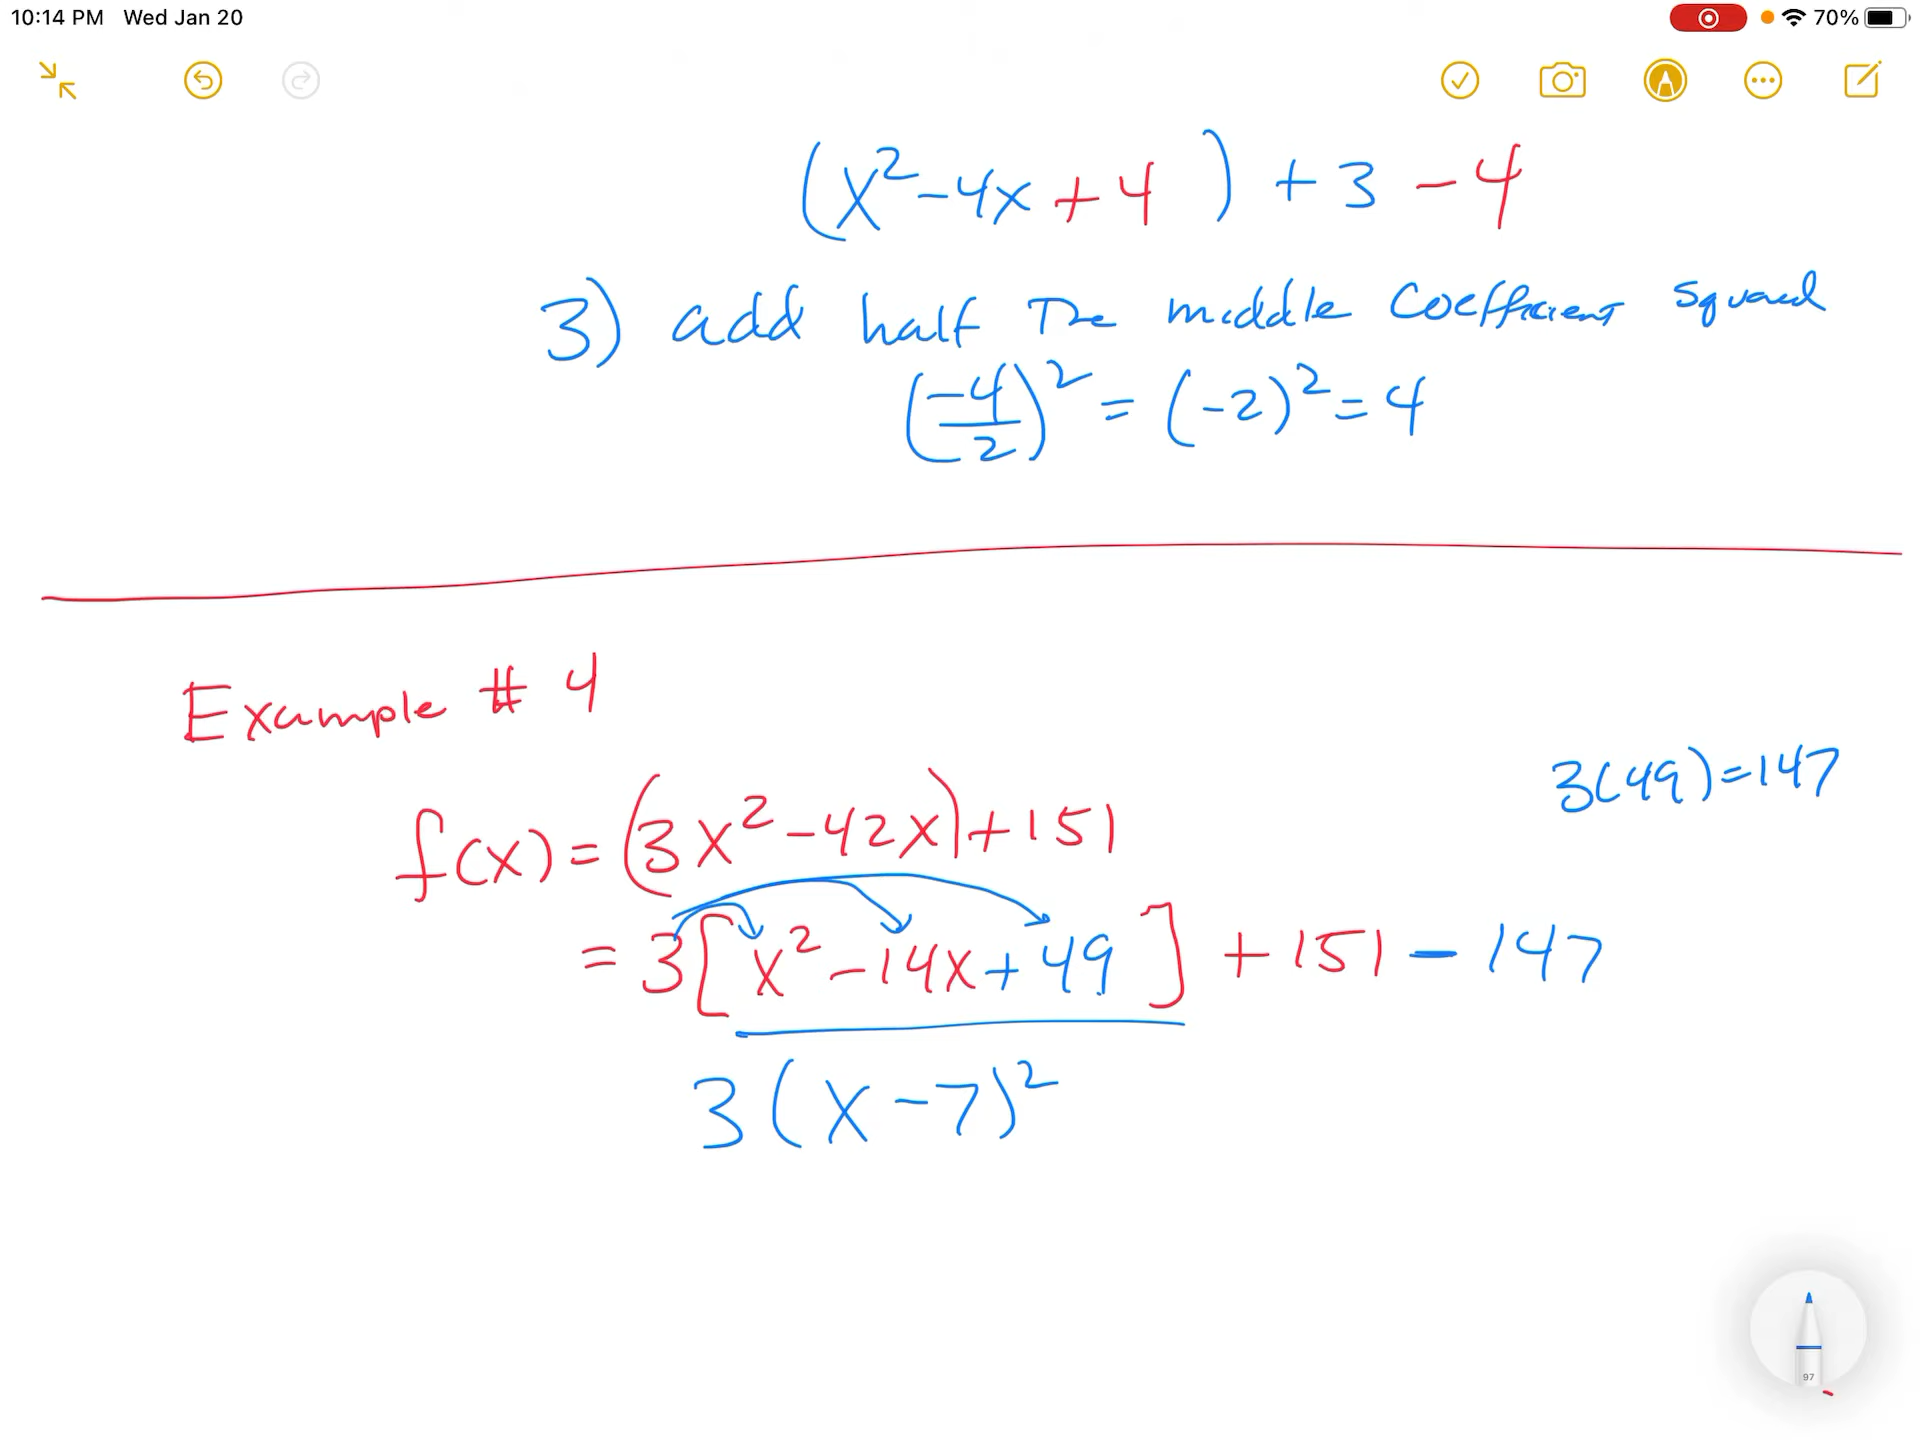 10:14 PM Wed Jan 20 70%
(x² - 4x + 4 ) + 3 - 4
3) add half The middle Coefficient squared
(-4/2)² = (-2)² = 4
Example # 4
3(49) = 147
f(x) = (3x² - 42x) + 151
= 3[x² - 14x + 49 ] + 151 - 147
3(x - 7)²
97